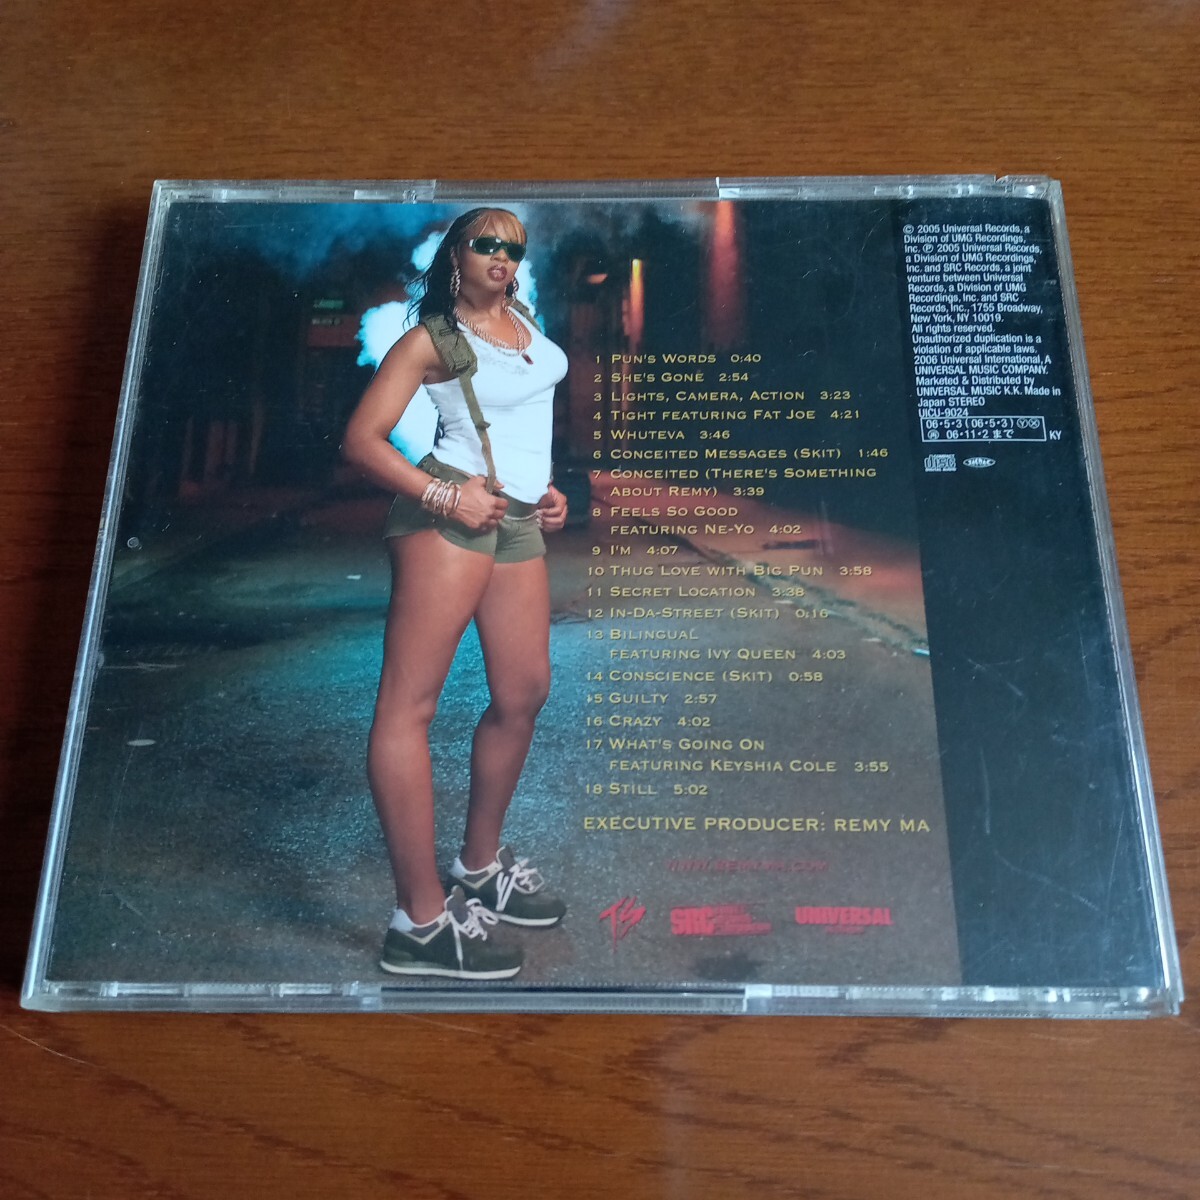 1 PUN'S WORDS 0:40
2 SHE'S GONE 2:54
3 LIGHTS, CAMERA, ACTION 3:23
4 TIGHT FEATURING FAT JOE 4:21
5 WHUTEVA 3:46
6 CONCEITED MESSAGES (SKIT) 1:46
7 CONCEITED (THERE'S SOMETHING
ABOUT REMY) 3:39
8 FEELS SO GOOD
FEATURING NE-YO 4:02
9 I'M 4:07
10 THUG LOVE WITH BIG PUN 3:58
11 SECRET LOCATION 3:38
12 IN-DA-STREET (SKIT) 0:16
13 BILINGUAL
FEATURING IVY QUEEN 4:03
14 CONSCIENCE (SKIT) 0:58
15 GUILTY 2:57
16 CRAZY 4:02
17 WHAT'S GOING ON
FEATURING KEYSHIA COLE 3:55
18 STILL 5:02
EXECUTIVE PRODUCER: REMY MA
TS
SRC
UNIVERSAL
© 2005 Universal Records, a
Division of UMG Recordings,
Inc. ℗ 2005 Universal Records,
a Division of UMG Recordings,
Inc. and SRC Records, a joint
venture between Universal
Records, a Division of UMG
Recordings, Inc. and SRC
Records, Inc., 1755 Broadway,
New York, NY 10019.
All rights reserved.
Unauthorized duplication is a
violation of applicable laws.
2006 Universal International, A
UNIVERSAL MUSIC COMPANY.
Marketed & Distributed by
UNIVERSAL MUSIC K.K. Made in
Japan STEREO
UICU-9024
06・5・3 (06・5・3) Ⓨ Ⓧ
再 06・11・2 まで KY
COMPACT
disc
DIGITAL AUDIO